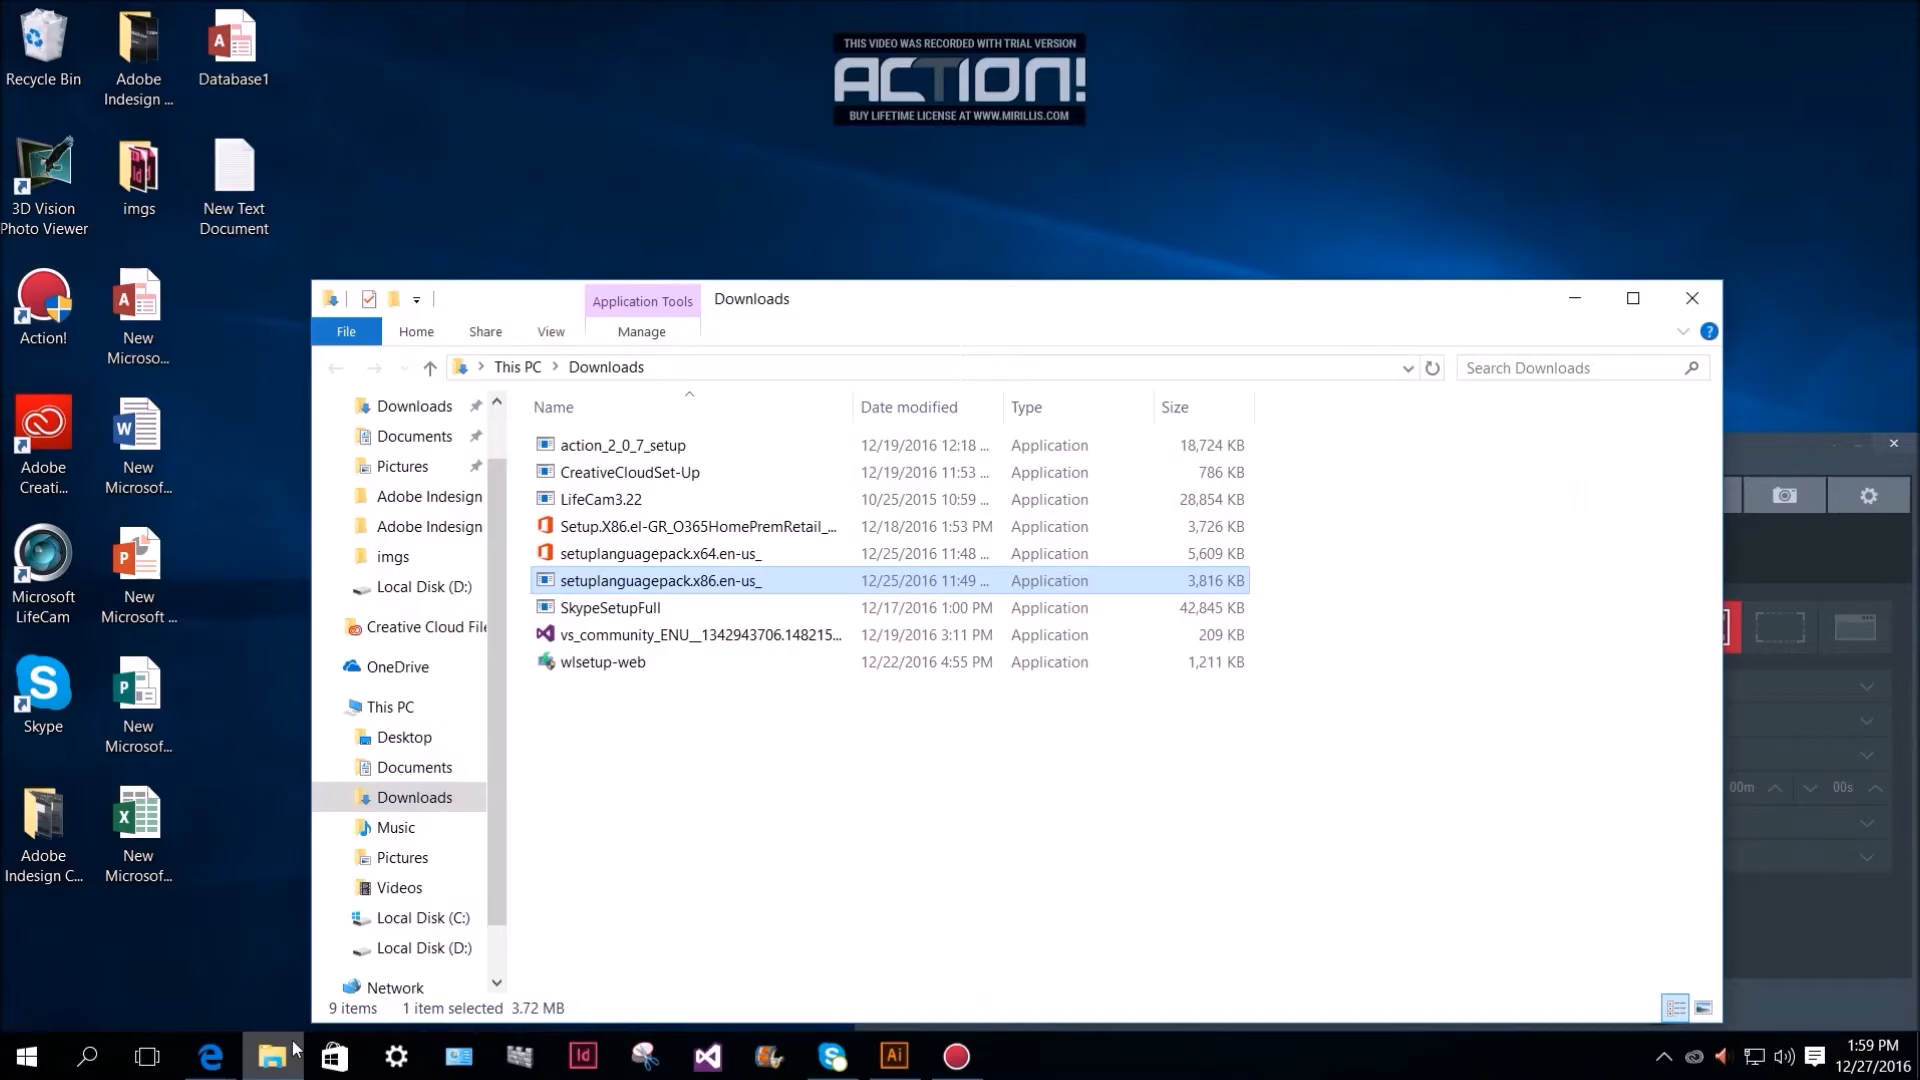 Recycle Bin
Adobe
Indesign ...
Database1
3D Vision
Photo Viewer
imgs
New Text
Document
Action!
New
Microso...
Adobe
Creati...
New
Microsof...
Microsoft
LifeCam
New
Microsoft ...
Skype
New
Microsof...
Adobe
Indesign C...
New
Microsof...
THIS VIDEO WAS RECORDED WITH TRIAL VERSION
ACTION!
BUY LIFETIME LICENSE AT WWW.MIRILLIS.COM
Application Tools
Downloads
File
Home
Share
View
Manage
This PC
Downloads
Search Downloads
Downloads
Documents
Pictures
Adobe Indesign
Adobe Indesign
imgs
Local Disk (D:)
Creative Cloud File
OneDrive
This PC
Desktop
Documents
Downloads
Music
Pictures
Videos
Local Disk (C:)
Local Disk (D:)
Network
Name Date modified Type Size
action_2_0_7_setup 12/19/2016 12:18 ... Application 18,724 KB
CreativeCloudSet-Up 12/19/2016 11:53 ... Application 786 KB
LifeCam3.22 10/25/2015 10:59 ... Application 28,854 KB
Setup.X86.el-GR_O365HomePremRetail_... 12/18/2016 1:53 PM Application 3,726 KB
setuplanguagepack.x64.en-us_ 12/25/2016 11:48 ... Application 5,609 KB
setuplanguagepack.x86.en-us_ 12/25/2016 11:49 ... Application 3,816 KB
SkypeSetupFull 12/17/2016 1:00 PM Application 42,845 KB
vs_community_ENU__1342943706.148215... 12/19/2016 3:11 PM Application 209 KB
wlsetup-web 12/22/2016 4:55 PM Application 1,211 KB
9 items 1 item selected 3.72 MB
00m 00s
Id
Ai
1:59 PM
12/27/2016